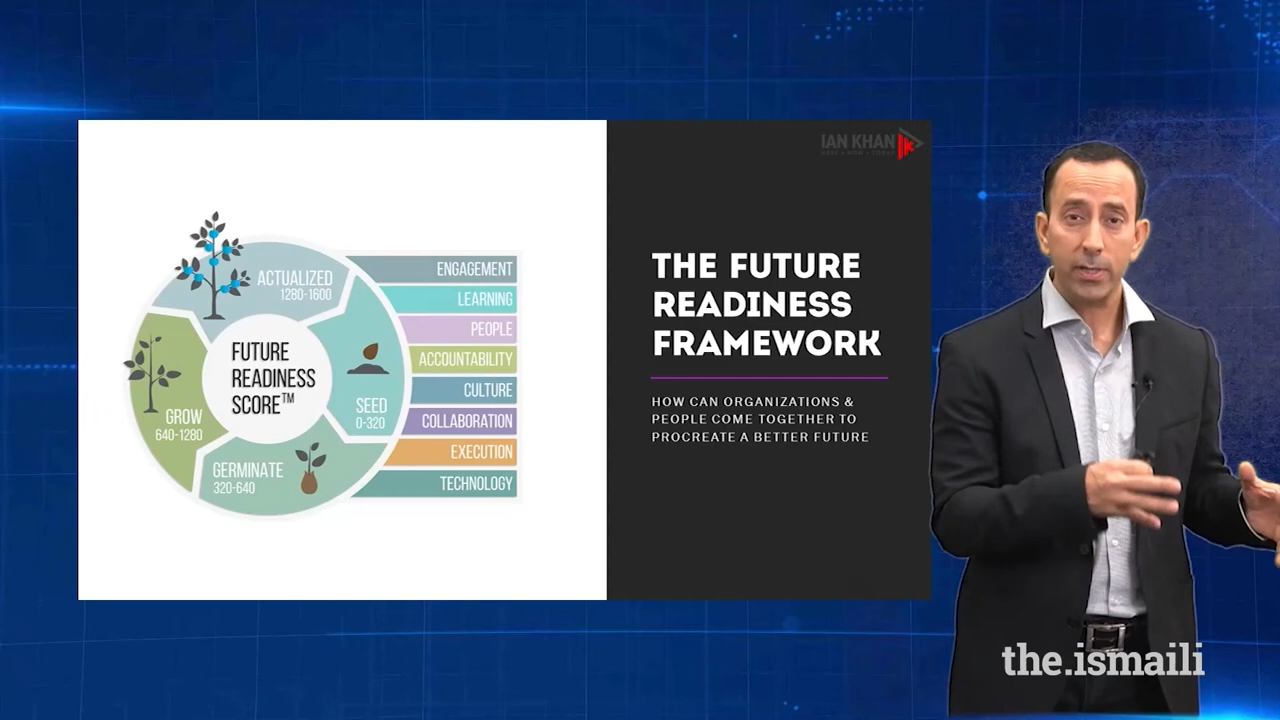 IAN KHAN
THE FUTURE
READINESS
FRAMEWORK
HOW CAN ORGANIZATIONS &
PEOPLE COME TOGETHER TO
PROCREATE A BETTER FUTURE
ACTUALIZED
1280-1600
FUTURE
READINESS
SCORE™
SEED
0-320
GROW
640-1280
GERMINATE
320-640
ENGAGEMENT
LEARNING
PEOPLE
ACCOUNTABILITY
CULTURE
COLLABORATION
EXECUTION
TECHNOLOGY
the.ismaili